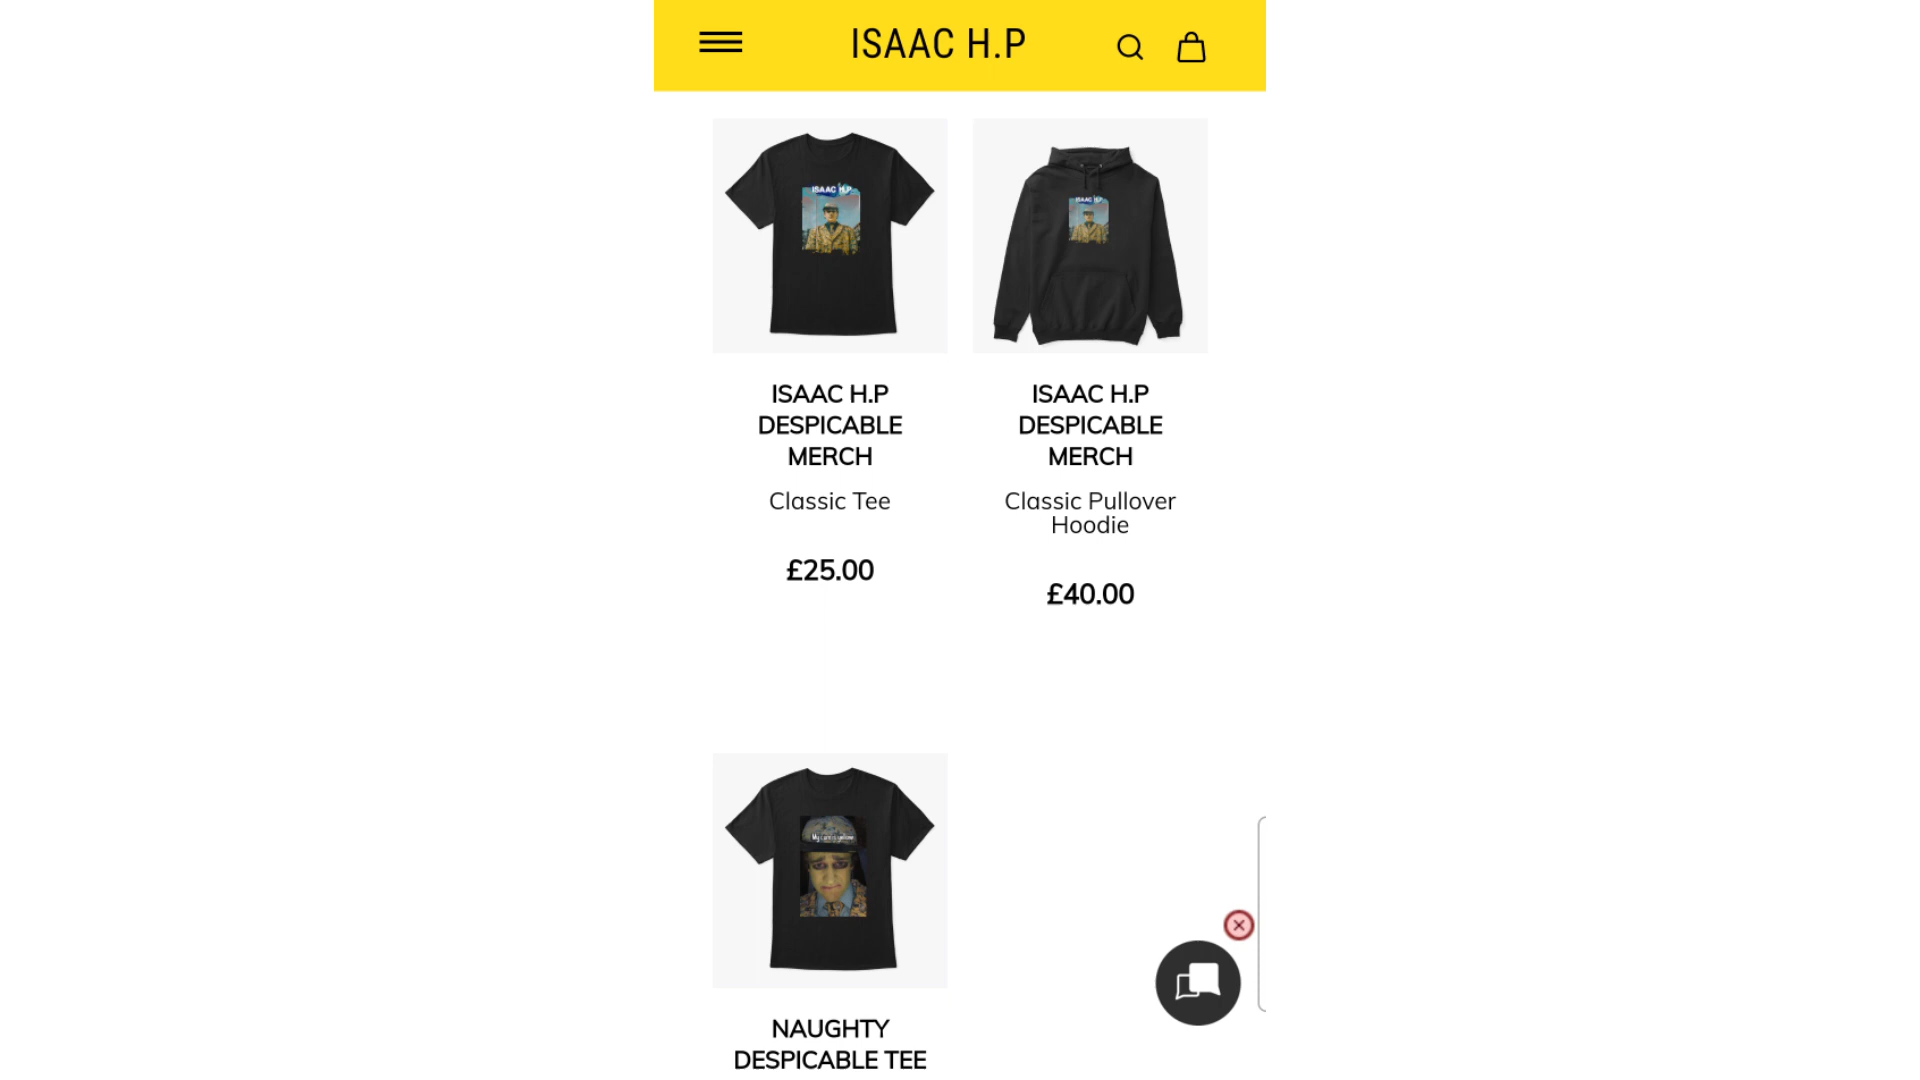 ISAAC H.P
ISAAC H.P
ISAAC H.P
ISAAC H.P
DESPICABLE
MERCH
Classic Tee
£25.00
ISAAC H.P
DESPICABLE
MERCH
Classic Pullover
Hoodie
£40.00
NAUGHTY
DESPICABLE TEE